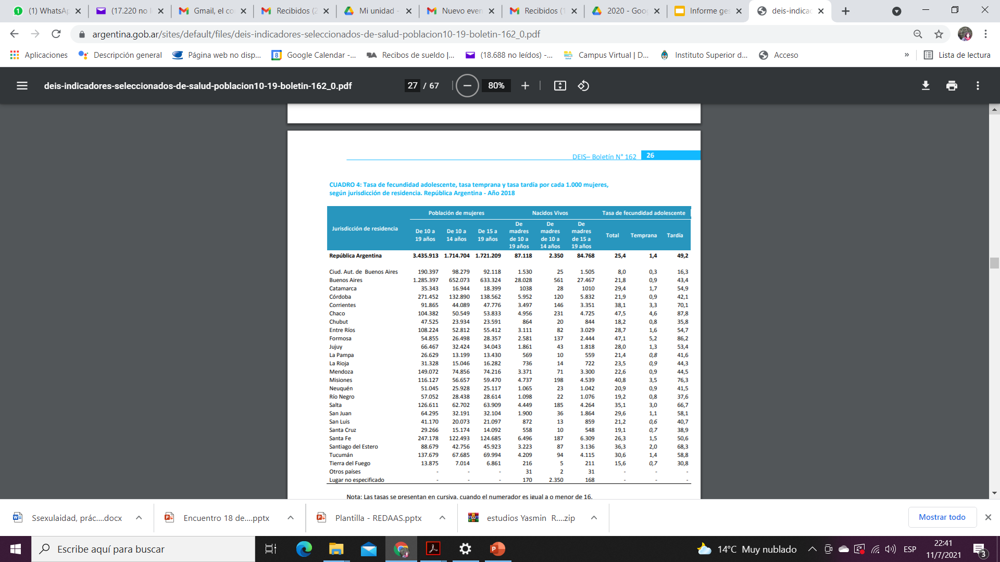 (1) WhatsAp
(17.220 no l
Gmail, el co
Recibidos (2
Mi unidad -
Nuevo even
Recibidos (1
2020 - Goog
Informe ges
deis-indicac
argentina.gob.ar/sites/default/files/deis-indicadores-seleccionados-de-salud-poblacion10-19-boletin-162_0.pdf
Aplicaciones
Descripción general
Página web no disp...
8 Google Calendar -...
BA Recibos de sueldo |...
(18.688 no leídos) -...
Campus Virtual | D...
Instituto Superior d...
Acceso
»
Lista de lectura
deis-indicadores-seleccionados-de-salud-poblacion10-19-boletin-162_0.pdf
27 / 67
80%
DEIS– Boletín N° 162 26
CUADRO 4: Tasa de fecundidad adolescente, tasa temprana y tasa tardía por cada 1.000 mujeres,
según jurisdicción de residencia. República Argentina - Año 2018
Jurisdicción de residencia
Población de mujeres Nacidos Vivos Tasa de fecundidad adolescente
De 10 a 19 años De 10 a 14 años De 15 a 19 años De madres de 10 a 19 años De madres de 10 a 14 años De madres de 15 a 19 años Total Temprana Tardía
República Argentina 3.435.913 1.714.704 1.721.209 87.118 2.350 84.768 25,4 1,4 49,2
Ciud. Aut. de Buenos Aires 190.397 98.279 92.118 1.530 25 1.505 8,0 0,3 16,3
Buenos Aires 1.285.397 652.073 633.324 28.028 561 27.467 21,8 0,9 43,4
Catamarca 35.343 16.944 18.399 1038 28 1010 29,4 1,7 54,9
Córdoba 271.452 132.890 138.562 5.952 120 5.832 21,9 0,9 42,1
Corrientes 91.865 44.089 47.776 3.497 146 3.351 38,1 3,3 70,1
Chaco 104.382 50.549 53.833 4.956 231 4.725 47,5 4,6 87,8
Chubut 47.525 23.934 23.591 864 20 844 18,2 0,8 35,8
Entre Ríos 108.224 52.812 55.412 3.111 82 3.029 28,7 1,6 54,7
Formosa 54.855 26.498 28.357 2.581 137 2.444 47,1 5,2 86,2
Jujuy 66.467 32.424 34.043 1.861 43 1.818 28,0 1,3 53,4
La Pampa 26.629 13.199 13.430 569 10 559 21,4 0,8 41,6
La Rioja 31.328 15.046 16.282 736 14 722 23,5 0,9 44,3
Mendoza 149.072 74.856 74.216 3.371 71 3.300 22,6 0,9 44,5
Misiones 116.127 56.657 59.470 4.737 198 4.539 40,8 3,5 76,3
Neuquén 51.045 25.928 25.117 1.065 23 1.042 20,9 0,9 41,5
Río Negro 57.052 28.438 28.614 1.098 22 1.076 19,2 0,8 37,6
Salta 126.611 62.702 63.909 4.449 185 4.264 35,1 3,0 66,7
San Juan 64.295 32.191 32.104 1.900 36 1.864 29,6 1,1 58,1
San Luis 41.170 20.073 21.097 872 13 859 21,2 0,6 40,7
Santa Cruz 29.266 15.174 14.092 558 10 548 19,1 0,7 38,9
Santa Fe 247.178 122.493 124.685 6.496 187 6.309 26,3 1,5 50,6
Santiago del Estero 88.679 42.756 45.923 3.223 87 3.136 36,3 2,0 68,3
Tucumán 137.679 67.685 69.994 4.209 94 4.115 30,6 1,4 58,8
Tierra del Fuego 13.875 7.014 6.861 216 5 211 15,6 0,7 30,8
Otros países - - - 31 2 31 - - -
Lugar no especificado - - - 170 2.350 168 - - -
Nota: Las tasas se presentan en cursiva, cuando el numerador es igual a o menor de 16.
Ssexulaidad, prác....docx
Encuentro 18 de....pptx
Plantilla - REDAAS.pptx
estudios Yasmin R....zip
Mostrar todo
Escribe aquí para buscar
14°C Muy nublado
ESP
22:41
11/7/2021
3